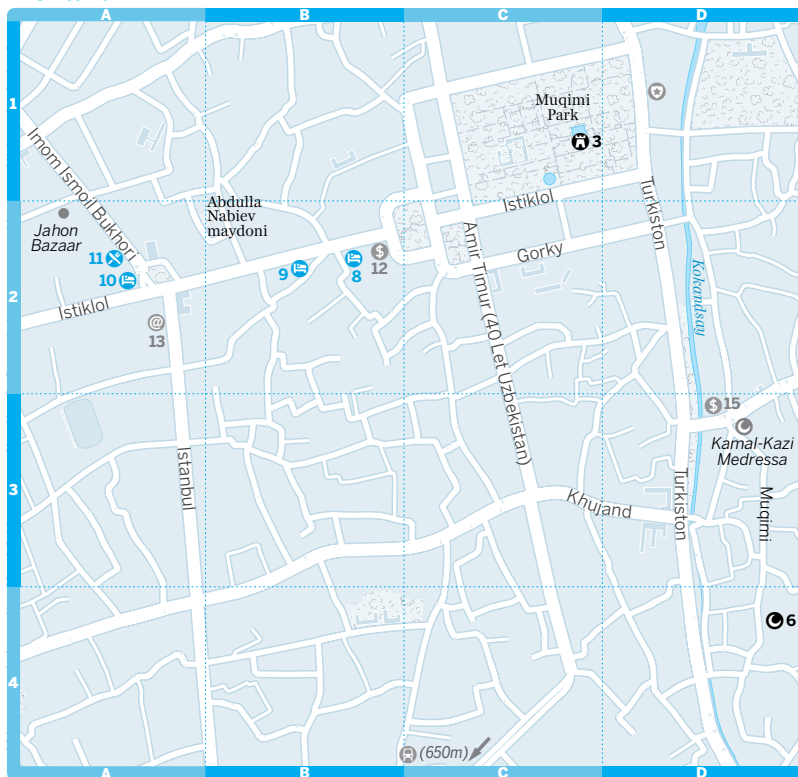 A
B
C
D
1
Muqimi
Park
3
Imom Ismoil Bukhori
Abdulla
Nabiev
maydoni
Istiklol
Turkiston
Jahon
Bazaar
Amir Timur (40 Let Uzbekistan)
Gorky
$
12
11
10
9
8
2
Kokandsay
Istiklol
@
13
$
15
Kamal-Kazi
Medressa
Istanbul
3
Khujand
Turkiston
Muqimi
6
4
(650m)
A
B
C
D